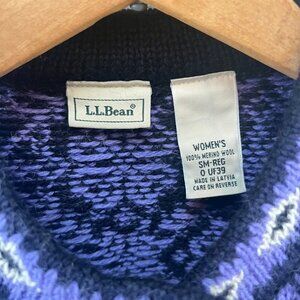 L.L.Bean®
WOMEN'S
100% MERINO WOOL
SM-REG
0 UF39
MADE IN LATVIA
CARE ON REVERSE